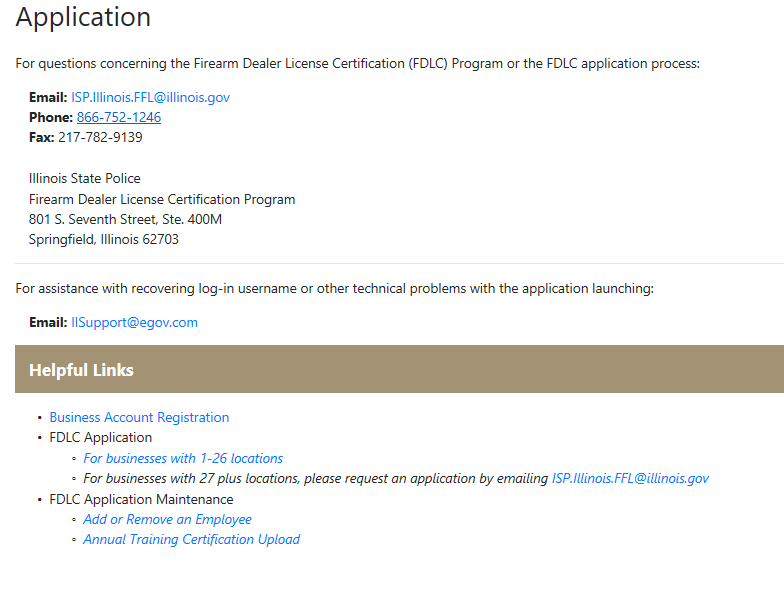 Application
For questions concerning the Firearm Dealer License Certification (FDLC) Program or the FDLC application process:
Email: ISP.Illinois.FFL@illinois.gov
Phone: 866-752-1246
Fax: 217-782-9139
Illinois State Police
Firearm Dealer License Certification Program
801 S. Seventh Street, Ste. 400M
Springfield, Illinois 62703
For assistance with recovering log-in username or other technical problems with the application launching:
Email: IISupport@egov.com
Helpful Links
• Business Account Registration
• FDLC Application
◦ For businesses with 1-26 locations
◦ For businesses with 27 plus locations, please request an application by emailing ISP.Illinois.FFL@illinois.gov
• FDLC Application Maintenance
◦ Add or Remove an Employee
◦ Annual Training Certification Upload